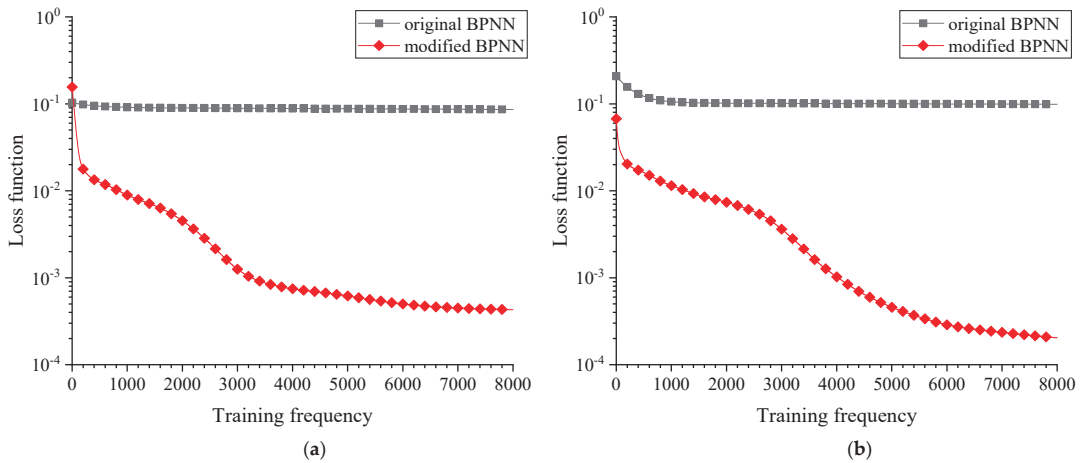 10^0
10^-1
10^-2
10^-3
10^-4
Loss function
original BPNN
modified BPNN
0 1000 2000 3000 4000 5000 6000 7000 8000
Training frequency
(a)
10^0
10^-1
10^-2
10^-3
10^-4
Loss function
original BPNN
modified BPNN
0 1000 2000 3000 4000 5000 6000 7000 8000
Training frequency
(b)